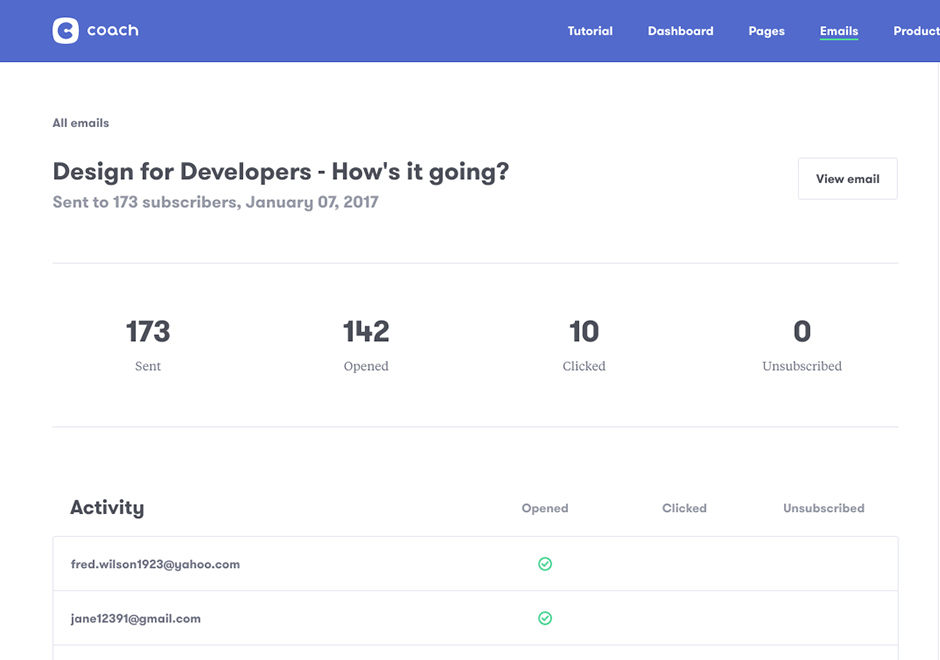 coach
Tutorial Dashboard Pages Emails Product
All emails
Design for Developers - How's it going?
View email
Sent to 173 subscribers, January 07, 2017
173 142 10 0
Sent Opened Clicked Unsubscribed
Activity Opened Clicked Unsubscribed
fred.wilson1923@yahoo.com
jane12391@gmail.com